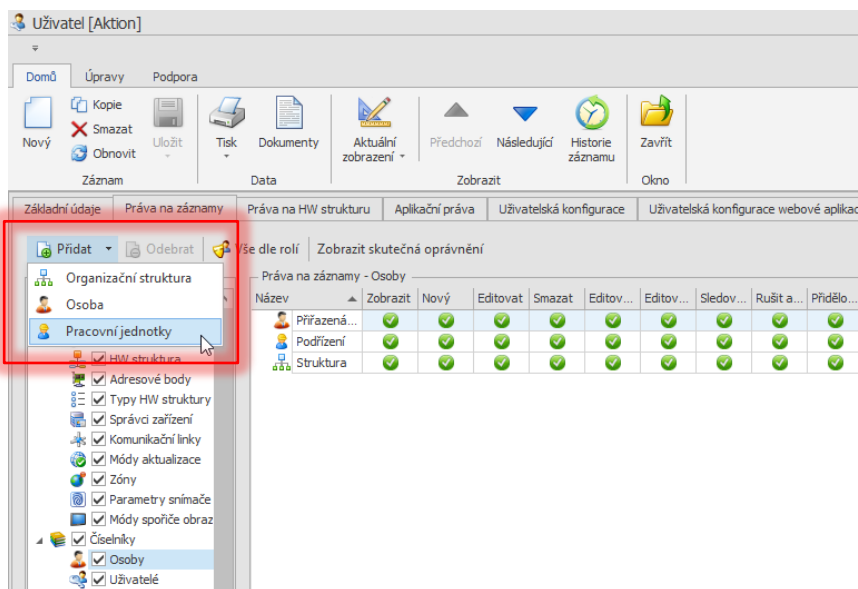 Uživatel [Aktion]
Domů Úpravy Podpora
Nový
Kopie
Smazat
Obnovit
Uložit
Tisk
Dokumenty
Aktuální
zobrazení
Předchozí
Následující
Historie
záznamu
Zavřít
Záznam Data Zobrazit Okno
Základní údaje Práva na záznamy Práva na HW strukturu Aplikační práva Uživatelská konfigurace Uživatelská konfigurace webové aplikac
Přidat Odebrat Vše dle rolí Zobrazit skutečná oprávnění
Organizační struktura
Osoba
Pracovní jednotky
HW struktura
Adresové body
Typy HW struktury
Správci zařízení
Komunikační linky
Módy aktualizace
Zóny
Parametry snímače
Módy spořiče obraz
Číselníky
Osoby
Uživatelé
Práva na záznamy - Osoby
Název Zobrazit Nový Editovat Smazat Editov... Editov... Sledov... Rušit a... Přidělo...
Přiřazená...
Podřízení
Struktura